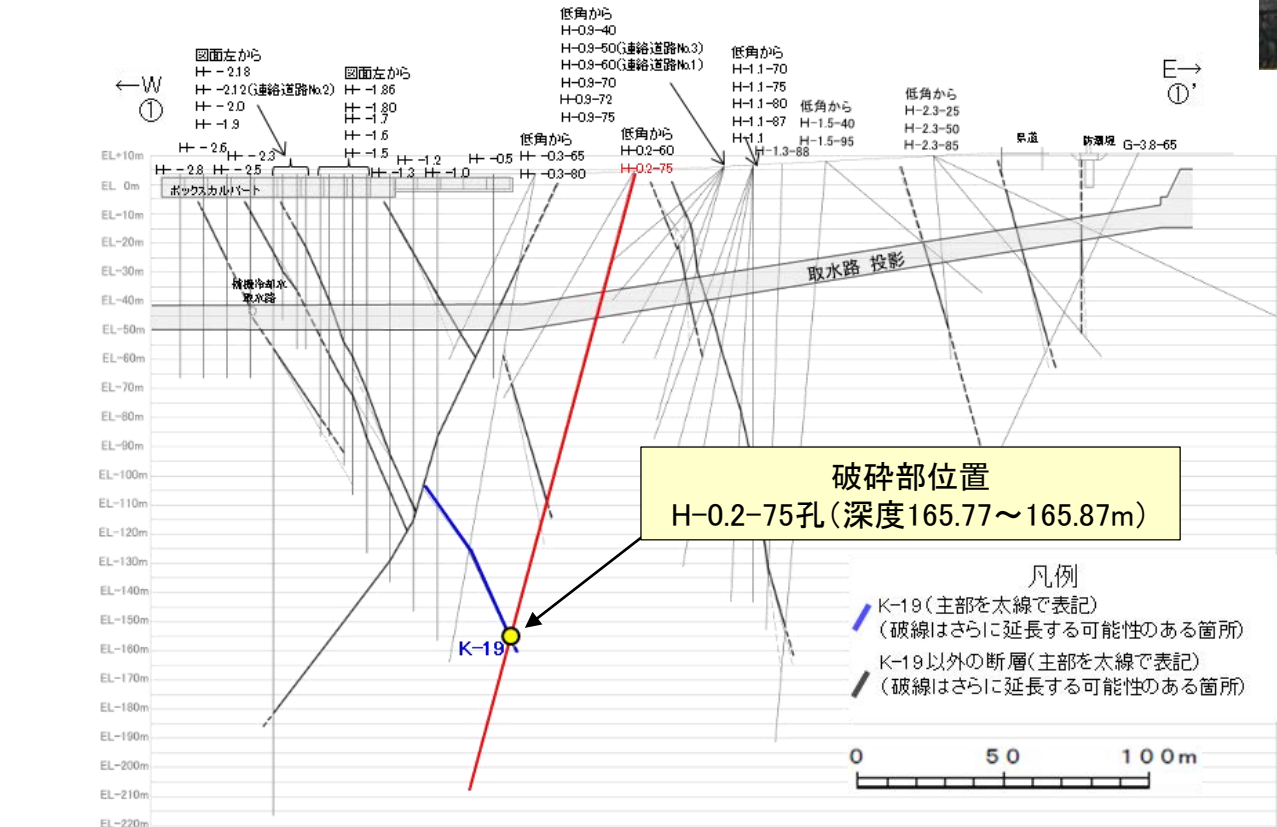 低角から
H-0.9-40
H-0.9-50(連絡道路No.3)
H-0.9-60(連絡道路No.1)
H-0.9-70
H-0.9-72
H-0.9-75
図面左から
H- -2.18
H- -2.12(連絡道路No.2)
H- -2.0
H- -1.9
図面左から
H- -1.86
H- -1.80
H- -1.7
H- -1.6
H- -1.5
低角から
H-1.1-70
H-1.1-75
H-1.1-80
H-1.1-87
H-1.1
←W
①
E→
①’
低角から
H-1.5-40
H-1.5-95
低角から
H-2.3-25
H-2.3-50
H-2.3-85
低角から
H- -0.3-65
H- -0.3-80
低角から
H-0.2-60
H-0.2-75
H-1.3-88
県道
防潮堤
G-3.8-65
H- -2.6
H- -2.3
H- -2.8
H- -2.5
H- -1.2
H- -0.5
H- -1.3
H- -1.0
ボックスカルバート
補機冷却水
取水路
取水路 投影
EL+10m
EL 0m
EL-10m
EL-20m
EL-30m
EL-40m
EL-50m
EL-60m
EL-70m
EL-80m
EL-90m
EL-100m
EL-110m
EL-120m
EL-130m
EL-140m
EL-150m
EL-160m
EL-170m
EL-180m
EL-190m
EL-200m
EL-210m
EL-220m
破砕部位置
H-0.2-75孔(深度165.77~165.87m)
K-19
凡例
K-19(主部を太線で表記)
(破線はさらに延長する可能性のある箇所)
K-19以外の断層(主部を太線で表記)
(破線はさらに延長する可能性のある箇所)
0 50 100m